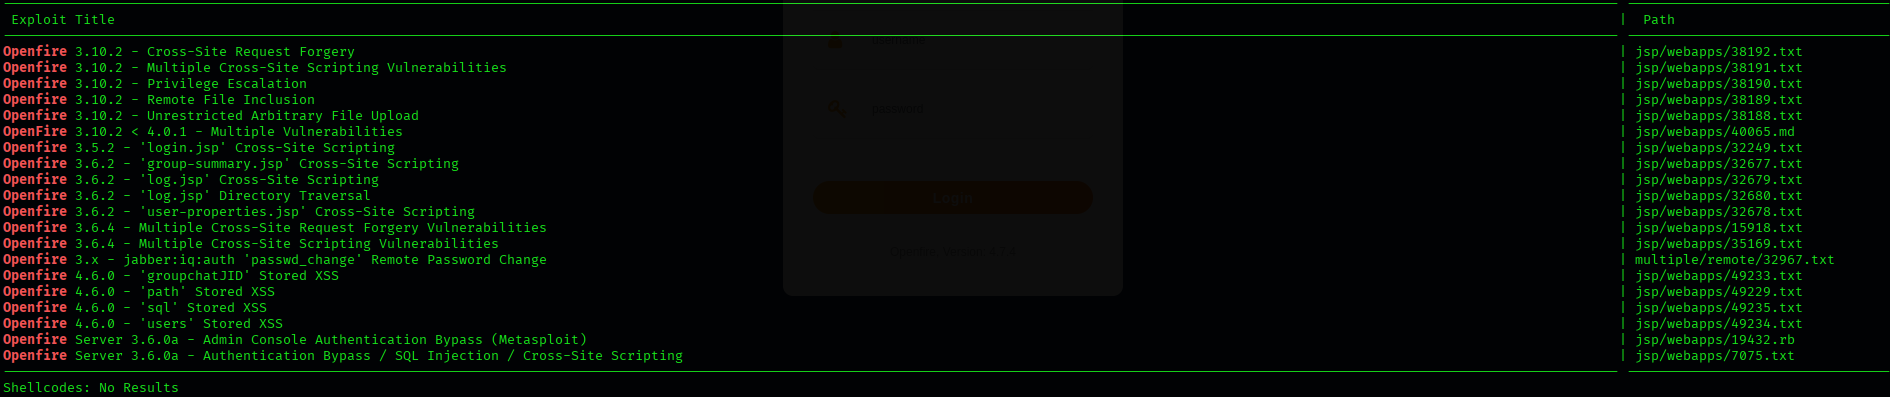 Exploit Title | Path
Openfire 3.10.2 - Cross-Site Request Forgery | jsp/webapps/38192.txt
Openfire 3.10.2 - Multiple Cross-Site Scripting Vulnerabilities | jsp/webapps/38191.txt
Openfire 3.10.2 - Privilege Escalation | jsp/webapps/38190.txt
Openfire 3.10.2 - Remote File Inclusion | jsp/webapps/38189.txt
Openfire 3.10.2 - Unrestricted Arbitrary File Upload | jsp/webapps/38188.txt
OpenFire 3.10.2 < 4.0.1 - Multiple Vulnerabilities | jsp/webapps/40065.md
Openfire 3.5.2 - 'login.jsp' Cross-Site Scripting | jsp/webapps/32249.txt
Openfire 3.6.2 - 'group-summary.jsp' Cross-Site Scripting | jsp/webapps/32677.txt
Openfire 3.6.2 - 'log.jsp' Cross-Site Scripting | jsp/webapps/32679.txt
Openfire 3.6.2 - 'log.jsp' Directory Traversal | jsp/webapps/32680.txt
Openfire 3.6.2 - 'user-properties.jsp' Cross-Site Scripting | jsp/webapps/32678.txt
Openfire 3.6.4 - Multiple Cross-Site Request Forgery Vulnerabilities | jsp/webapps/15918.txt
Openfire 3.6.4 - Multiple Cross-Site Scripting Vulnerabilities | jsp/webapps/35169.txt
Openfire 3.x - jabber:iq:auth 'passwd_change' Remote Password Change | multiple/remote/32967.txt
Openfire 4.6.0 - 'groupchatJID' Stored XSS | jsp/webapps/49233.txt
Openfire 4.6.0 - 'path' Stored XSS | jsp/webapps/49229.txt
Openfire 4.6.0 - 'sql' Stored XSS | jsp/webapps/49235.txt
Openfire 4.6.0 - 'users' Stored XSS | jsp/webapps/49234.txt
Openfire Server 3.6.0a - Admin Console Authentication Bypass (Metasploit) | jsp/webapps/19432.rb
Openfire Server 3.6.0a - Authentication Bypass / SQL Injection / Cross-Site Scripting | jsp/webapps/7075.txt
Shellcodes: No Results
username
password
Login